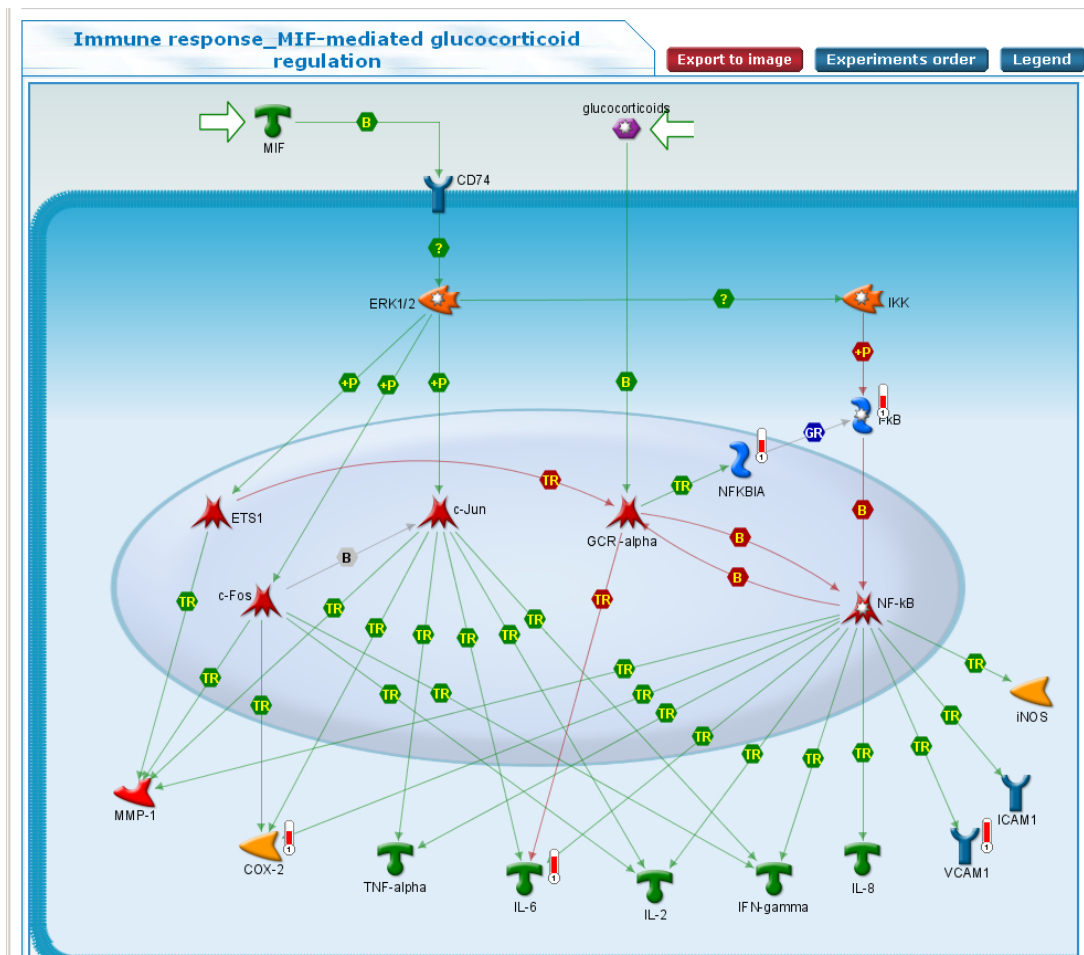 Immune response_MIF-mediated glucocorticoid
regulation
Export to image
Experiments order
Legend
glucocorticoids
MIF
B
CD74
?
ERK1/2
?
IKK
+P
+P
+P
B
+P
1
IkB
GR
1
NFKBIA
TR
TR
ETS1
c-Jun
GCR-alpha
B
B
B
B
c-Fos
TR
TR
TR
NF-kB
TR
TR
TR
TR
TR
TR
TR
TR
TR
TR
TR
TR
TR
TR
iNOS
TR
TR
TR
TR
TR
TR
TR
MMP-1
ICAM1
1
COX-2
1
VCAM1
TNF-alpha
1
IL-6
IL-2
IFN-gamma
IL-8